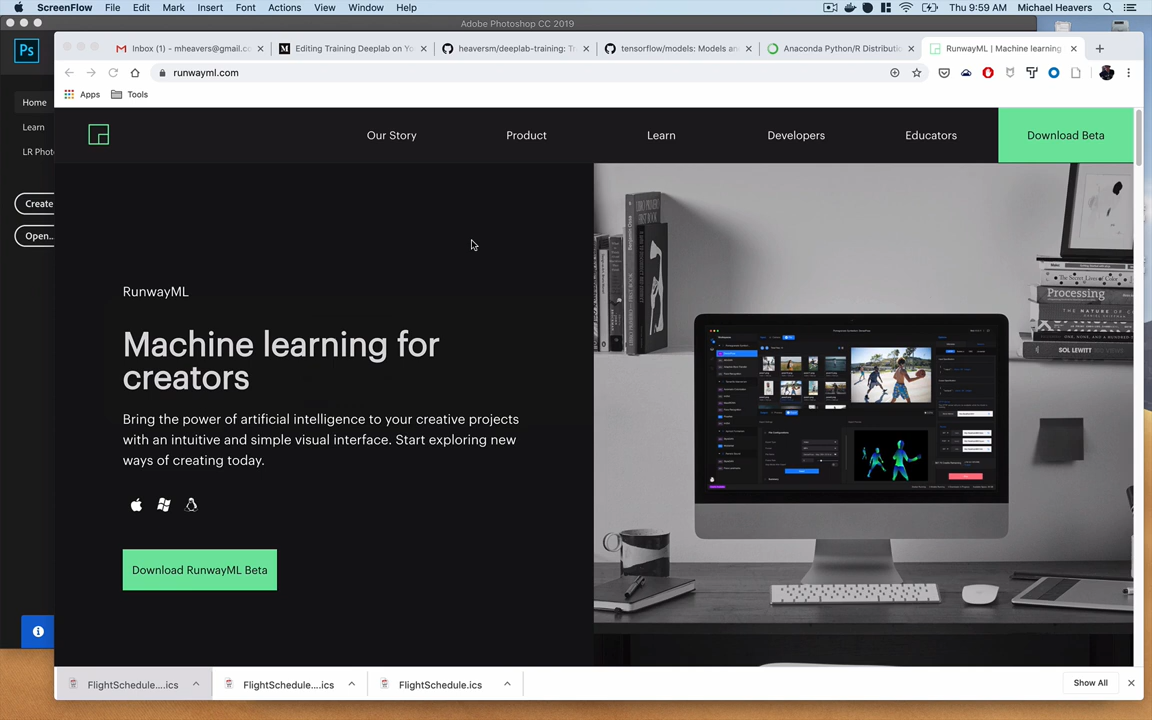 ScreenFlow File Edit Mark Insert Font Actions View Window Help Thu 9:59 AM Michael Heavers
Adobe Photoshop CC 2019
Ps
Home
Learn
LR Phot
Create
Open..
Inbox (1) - mheavers@gmail.c
Editing Training Deeplab on Yo
heaversm/deeplab-training: T
tensorflow/models: Models an
Anaconda Python/R Distributi
RunwayML | Machine learning
runwayml.com
Apps Tools
Our Story Product Learn Developers Educators Download Beta
RunwayML
Machine learning for
creators
Bring the power of artificial intelligence to your creative projects
with an intuitive and simple visual interface. Start exploring new
ways of creating today.
Download RunwayML Beta
Processing
SOL LEWITT
FlightSchedule....ics FlightSchedule....ics FlightSchedule.ics Show All